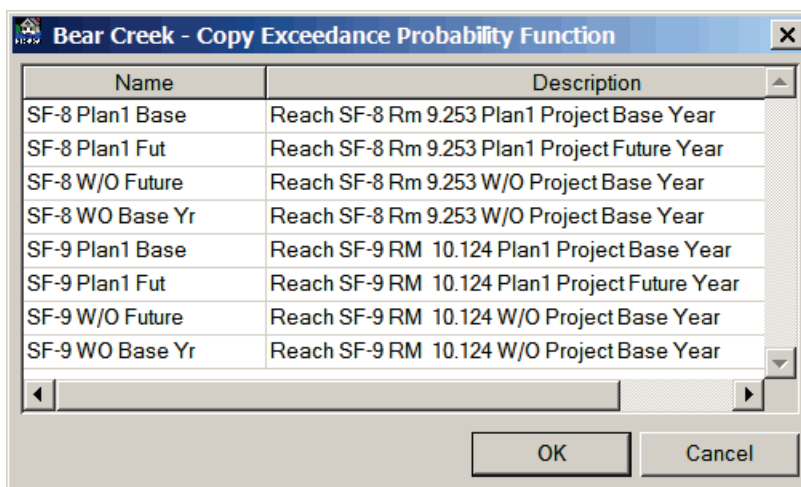 Bear Creek - Copy Exceedance Probability Function
Name Description
SF-8 Plan1 Base Reach SF-8 Rm 9.253 Plan1 Project Base Year
SF-8 Plan1 Fut Reach SF-8 Rm 9.253 Plan1 Project Future Year
SF-8 W/O Future Reach SF-8 Rm 9.253 W/O Project Base Year
SF-8 WO Base Yr Reach SF-8 Rm 9.253 W/O Project Base Year
SF-9 Plan1 Base Reach SF-9 RM 10.124 Plan1 Project Base Year
SF-9 Plan1 Fut Reach SF-9 RM 10.124 Plan1 Project Future Year
SF-9 W/O Future Reach SF-9 RM 10.124 W/O Project Base Year
SF-9 WO Base Yr Reach SF-9 RM 10.124 W/O Project Base Year
OK Cancel